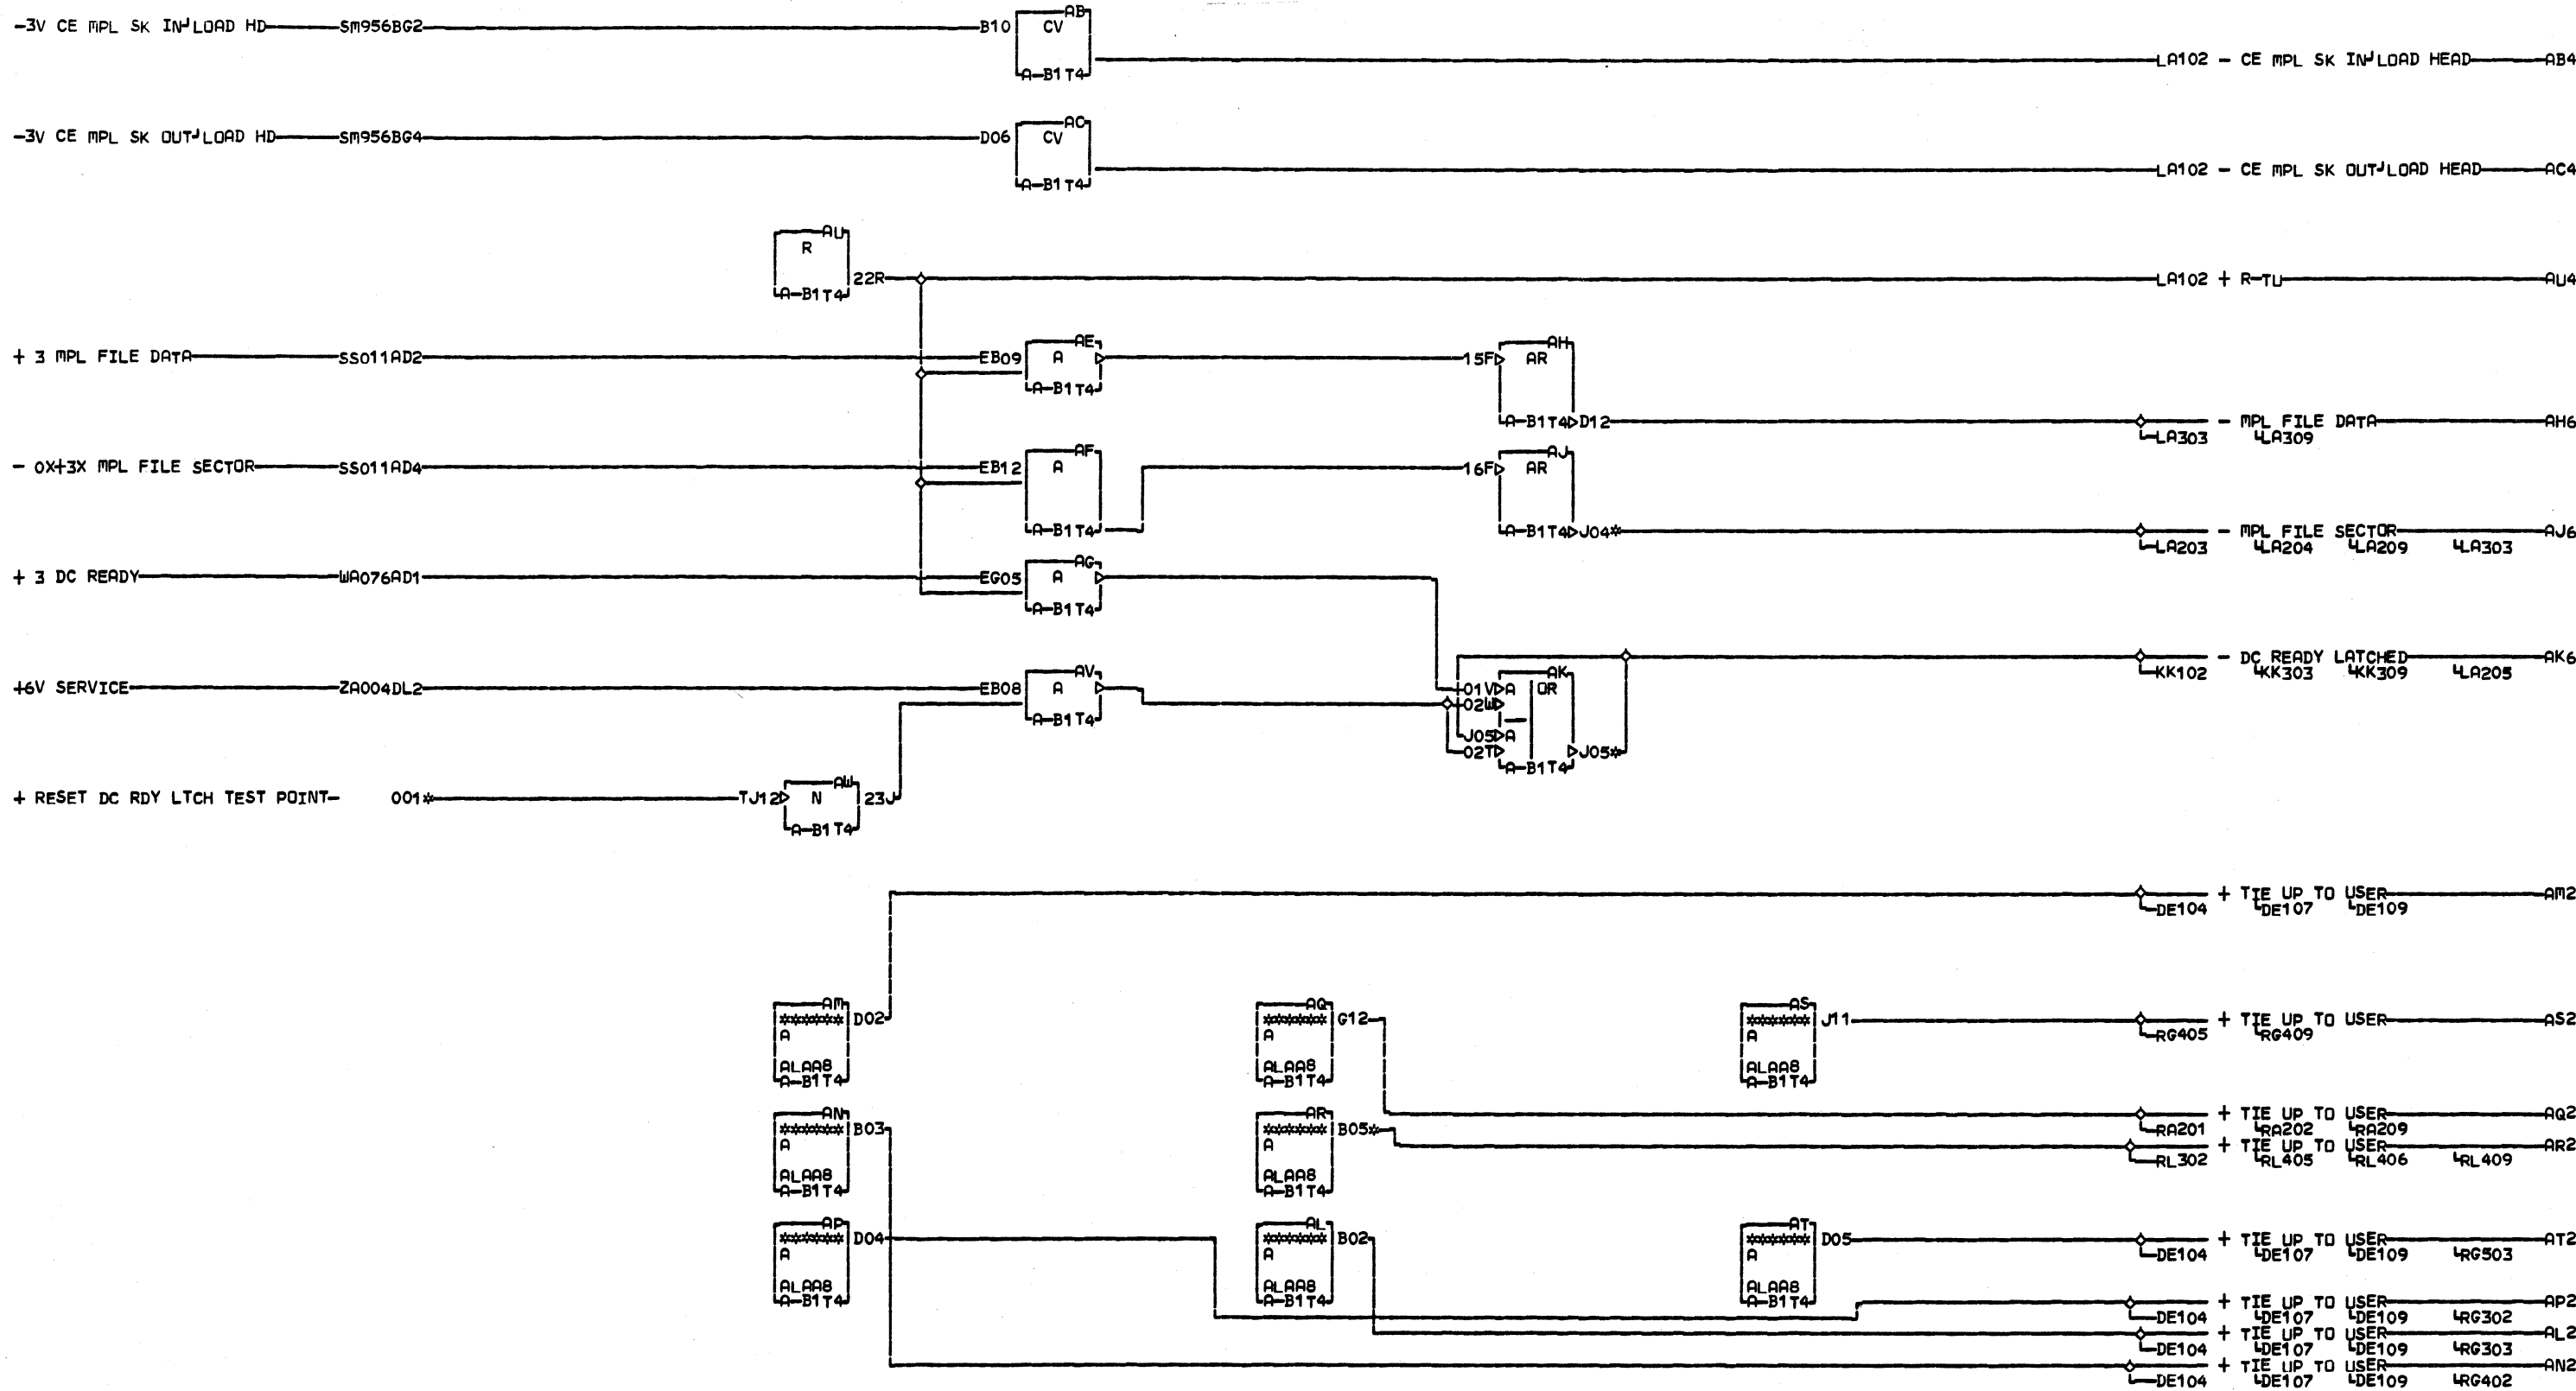 AB
-3V CE MPL SK IN'LOAD HD SM956BG2 B10 CV
LA102 - CE MPL SK IN'LOAD HEAD AB4
A-B1T4
AC
-3V CE MPL SK OUT'LOAD HD SM956BG4 D06 CV
LA102 - CE MPL SK OUT'LOAD HEAD AC4
A-B1T4
AU
R
22R LA102 + R-TU AU4
A-B1T4
AE AH
+ 3 MPL FILE DATA SS011AD2 EB09 A 15F AR
A-B1T4
A-B1T4 D12 - MPL FILE DATA AH6
LA303 LA309
AF AJ
- 0X+3X MPL FILE SECTOR SS011AD4 EB12 A 16F AR
A-B1T4 A-B1T4 J04* - MPL FILE SECTOR AJ6
LA203 LA204 LA209 LA303
AG
+ 3 DC READY WA076AD1 EG05 A
A-B1T4
- DC READY LATCHED AK6
AV AK KK102 KK303 KK309 LA205
+6V SERVICE ZA004DL2 EB08 A 01V A OR
02W
A-B1T4
J05 A
02T J05*
A-B1T4
AW
+ RESET DC RDY LTCH TEST POINT- 001* TJ12 N 23J
A-B1T4
+ TIE UP TO USER AM2
DE104 DE107 DE109
AM AQ AS
****** D02 ****** G12 ****** J11 + TIE UP TO USER AS2
A A A RG405 RG409
ALAA8 ALAA8 ALAA8
A-B1T4 A-B1T4 A-B1T4
AN AR + TIE UP TO USER AQ2
****** B03 ****** B05* RA201 RA202 RA209
A A + TIE UP TO USER AR2
RL302 RL405 RL406 RL409
ALAA8 ALAA8
A-B1T4 A-B1T4
AP AL AT
****** D04 ****** B02 ****** D05 + TIE UP TO USER AT2
A A A DE104 DE107 DE109 RG503
ALAA8 ALAA8 ALAA8
A-B1T4 A-B1T4 A-B1T4 + TIE UP TO USER AP2
DE104 DE107 DE109 RG302
+ TIE UP TO USER AL2
DE104 DE107 DE109 RG303
+ TIE UP TO USER AN2
DE104 DE107 DE109 RG402